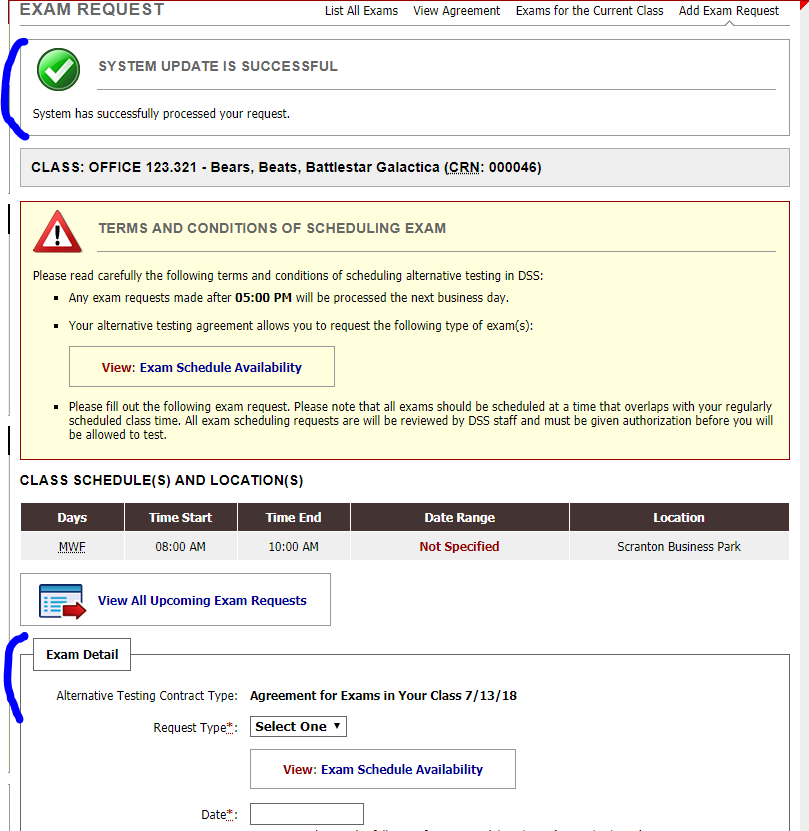 EXAM REQUEST
List All Exams View Agreement Exams for the Current Class Add Exam Request
SYSTEM UPDATE IS SUCCESSFUL
System has successfully processed your request.
CLASS: OFFICE 123.321 - Bears, Beats, Battlestar Galactica (CRN: 000046)
TERMS AND CONDITIONS OF SCHEDULING EXAM
Please read carefully the following terms and conditions of scheduling alternative testing in DSS:
Any exam requests made after 05:00 PM will be processed the next business day.
Your alternative testing agreement allows you to request the following type of exam(s):
View: Exam Schedule Availability
Please fill out the following exam request. Please note that all exams should be scheduled at a time that overlaps with your regularly
scheduled class time. All exam scheduling requests are will be reviewed by DSS staff and must be given authorization before you will
be allowed to test.
CLASS SCHEDULE(S) AND LOCATION(S)
Days Time Start Time End Date Range Location
MWF 08:00 AM 10:00 AM Not Specified Scranton Business Park
View All Upcoming Exam Requests
Exam Detail
Alternative Testing Contract Type: Agreement for Exams in Your Class 7/13/18
Request Type*: Select One
View: Exam Schedule Availability
Date*: